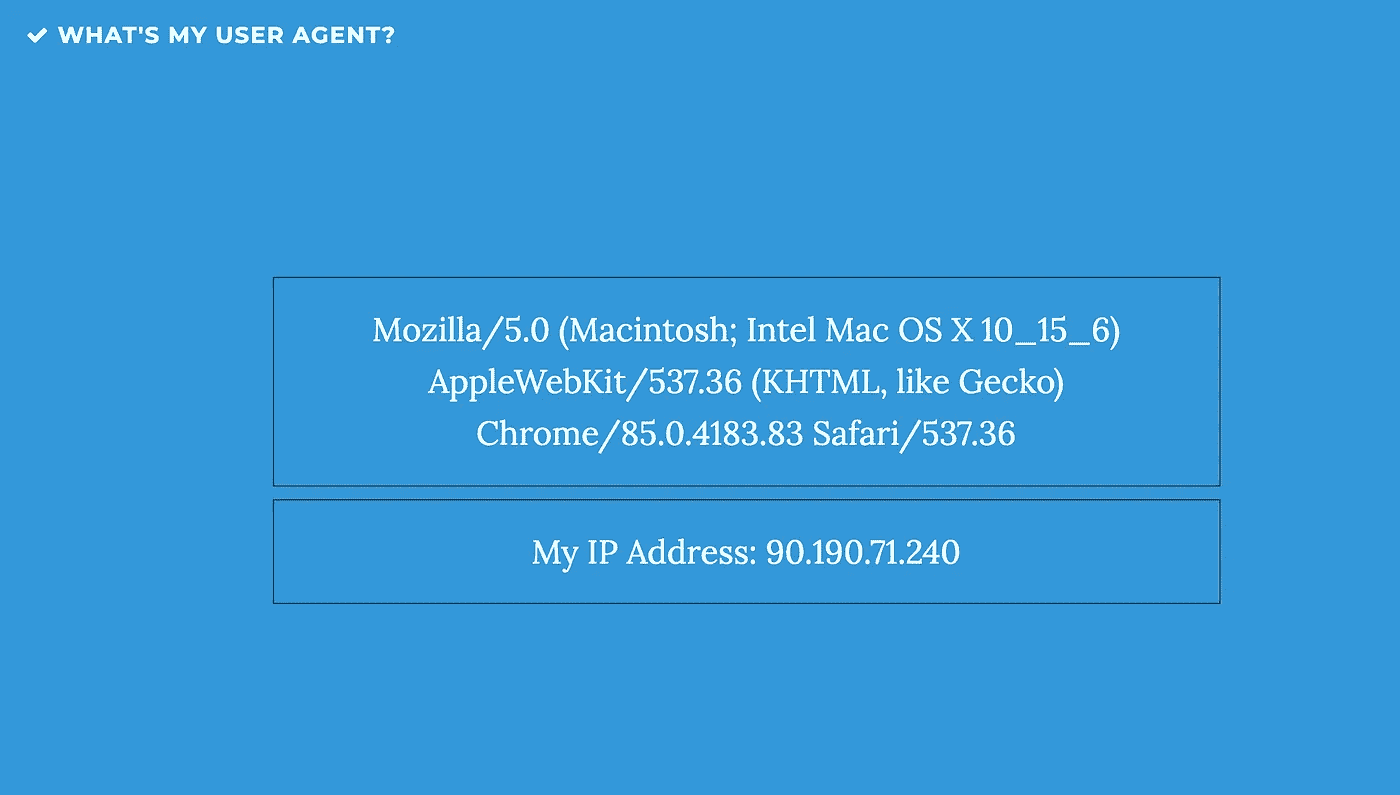 WHAT'S MY USER AGENT?
Mozilla/5.0 (Macintosh; Intel Mac OS X 10_15_6)
AppleWebKit/537.36 (KHTML, like Gecko)
Chrome/85.0.4183.83 Safari/537.36
My IP Address: 90.190.71.240